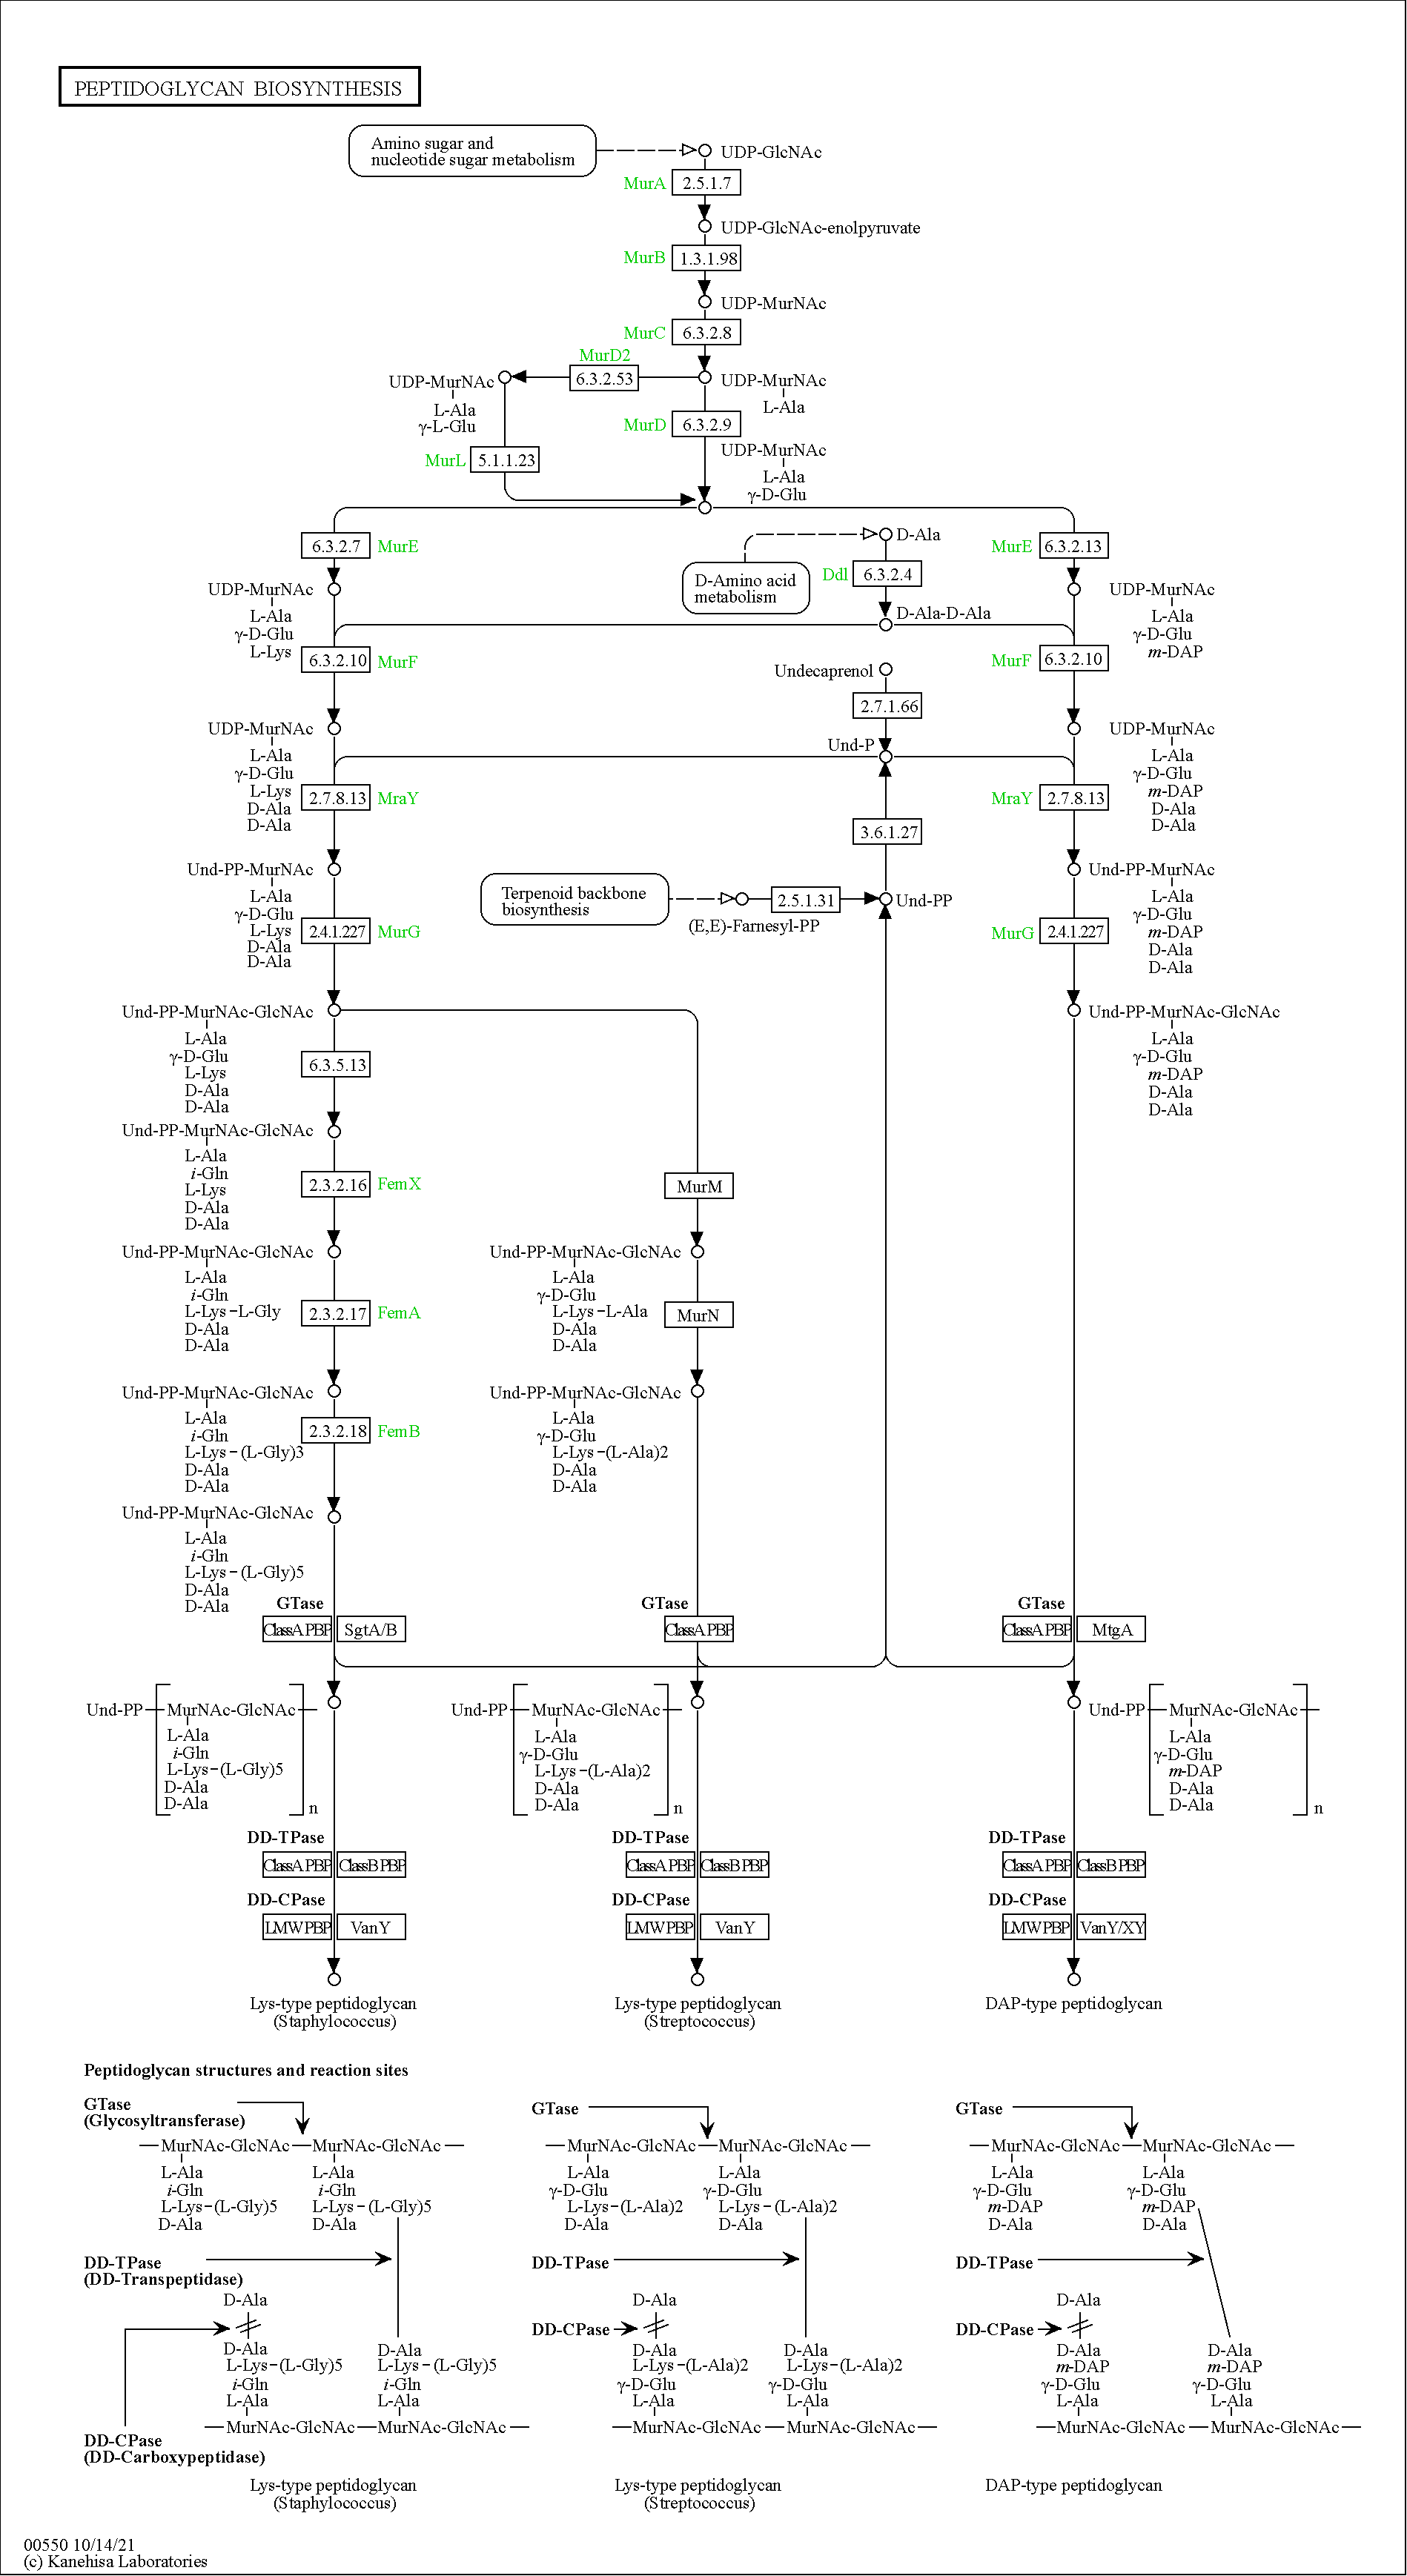 PEPTIDOGLYCAN BIOSYNTHESIS
Amino sugar and
nucleotide sugar metabolism
UDP-GlcNAc
MurA
2.5.1.7
UDP-GlcNAc-enolpyruvate
MurB
1.3.1.98
UDP-MurNAc
MurC
6.3.2.8
MurD2
6.3.2.53
UDP-MurNAc
L-Ala
γ-L-Glu
UDP-MurNAc
L-Ala
MurD
6.3.2.9
MurL
5.1.1.23
UDP-MurNAc
L-Ala
γ-D-Glu
6.3.2.7
MurE
D-Amino acid
metabolism
D-Ala
Ddl
6.3.2.4
D-Ala-D-Ala
MurE
6.3.2.13
UDP-MurNAc
L-Ala
γ-D-Glu
L-Lys
UDP-MurNAc
L-Ala
γ-D-Glu
m-DAP
6.3.2.10
MurF
MurF
6.3.2.10
Undecaprenol
2.7.1.66
Und-P
UDP-MurNAc
L-Ala
γ-D-Glu
L-Lys
D-Ala
D-Ala
UDP-MurNAc
L-Ala
γ-D-Glu
m-DAP
D-Ala
D-Ala
2.7.8.13
MraY
3.6.1.27
MraY
2.7.8.13
Und-PP-MurNAc
L-Ala
γ-D-Glu
L-Lys
D-Ala
D-Ala
Terpenoid backbone
biosynthesis
(E,E)-Farnesyl-PP
2.5.1.31
Und-PP
Und-PP-MurNAc
L-Ala
γ-D-Glu
m-DAP
D-Ala
D-Ala
2.4.1.227
MurG
MurG
2.4.1.227
Und-PP-MurNAc-GlcNAc
L-Ala
γ-D-Glu
L-Lys
D-Ala
D-Ala
6.3.5.13
Und-PP-MurNAc-GlcNAc
L-Ala
γ-D-Glu
m-DAP
D-Ala
D-Ala
Und-PP-MurNAc-GlcNAc
L-Ala
i-Gln
L-Lys
D-Ala
D-Ala
2.3.2.16
FemX
MurM
Und-PP-MurNAc-GlcNAc
L-Ala
i-Gln
L-Lys-L-Gly
D-Ala
D-Ala
2.3.2.17
FemA
Und-PP-MurNAc-GlcNAc
L-Ala
γ-D-Glu
L-Lys-L-Ala
D-Ala
D-Ala
MurN
Und-PP-MurNAc-GlcNAc
L-Ala
i-Gln
L-Lys-(L-Gly)3
D-Ala
D-Ala
2.3.2.18
FemB
Und-PP-MurNAc-GlcNAc
L-Ala
γ-D-Glu
L-Lys-(L-Ala)2
D-Ala
D-Ala
Und-PP-MurNAc-GlcNAc
L-Ala
i-Gln
L-Lys-(L-Gly)5
D-Ala
D-Ala
GTase
ClassA PBP
SgtA/B
GTase
ClassA PBP
GTase
ClassA PBP
MtgA
Und-PP MurNAc-GlcNAc
L-Ala
i-Gln
L-Lys-(L-Gly)5
D-Ala
D-Ala
n
Und-PP MurNAc-GlcNAc
L-Ala
γ-D-Glu
L-Lys-(L-Ala)2
D-Ala
D-Ala
n
Und-PP MurNAc-GlcNAc
L-Ala
γ-D-Glu
m-DAP
D-Ala
D-Ala
n
DD-TPase
ClassA PBP
ClassB PBP
DD-CPase
LMW PBP
VanY
DD-TPase
ClassA PBP
ClassB PBP
DD-CPase
LMW PBP
VanY
DD-TPase
ClassA PBP
ClassB PBP
DD-CPase
LMW PBP
VanY/XY
Lys-type peptidoglycan
(Staphylococcus)
Lys-type peptidoglycan
(Streptococcus)
DAP-type peptidoglycan
Peptidoglycan structures and reaction sites
GTase
(Glycosyltransferase)
MurNAc-GlcNAc MurNAc-GlcNAc
L-Ala L-Ala
i-Gln i-Gln
L-Lys-(L-Gly)5 L-Lys-(L-Gly)5
D-Ala D-Ala
DD-TPase
(DD-Transpeptidase)
D-Ala
D-Ala D-Ala
L-Lys-(L-Gly)5 L-Lys-(L-Gly)5
i-Gln i-Gln
L-Ala L-Ala
MurNAc-GlcNAc MurNAc-GlcNAc
DD-CPase
(DD-Carboxypeptidase)
Lys-type peptidoglycan
(Staphylococcus)
GTase
MurNAc-GlcNAc MurNAc-GlcNAc
L-Ala L-Ala
γ-D-Glu γ-D-Glu
L-Lys-(L-Ala)2 L-Lys-(L-Ala)2
D-Ala D-Ala
DD-TPase
D-Ala
DD-CPase
D-Ala D-Ala
L-Lys-(L-Ala)2 L-Lys-(L-Ala)2
γ-D-Glu γ-D-Glu
L-Ala L-Ala
MurNAc-GlcNAc MurNAc-GlcNAc
Lys-type peptidoglycan
(Streptococcus)
GTase
MurNAc-GlcNAc MurNAc-GlcNAc
L-Ala L-Ala
γ-D-Glu γ-D-Glu
m-DAP m-DAP
D-Ala D-Ala
DD-TPase
D-Ala
DD-CPase
D-Ala D-Ala
m-DAP m-DAP
γ-D-Glu γ-D-Glu
L-Ala L-Ala
MurNAc-GlcNAc MurNAc-GlcNAc
DAP-type peptidoglycan
00550 10/14/21
(c) Kanehisa Laboratories